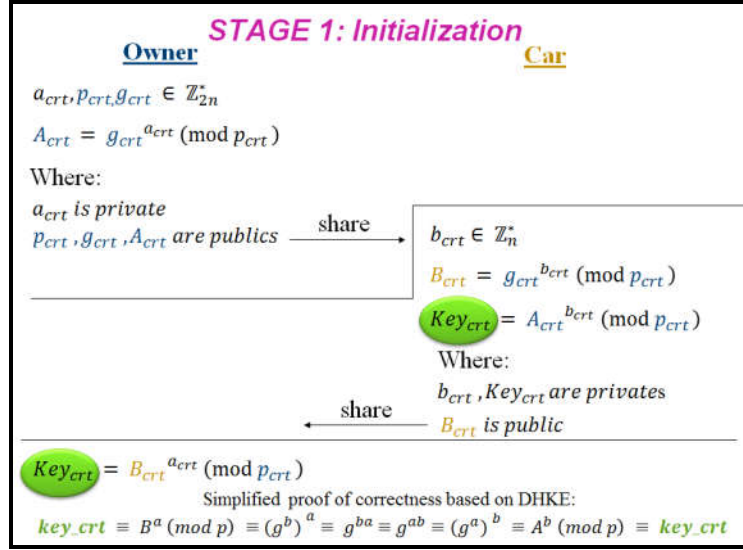 STAGE 1: Initialization
Owner
Car
a_crt, p_crt, g_crt ∈ ℤ*_2n
A_crt = g_crt^a_crt (mod p_crt)
Where:
a_crt is private
p_crt , g_crt , A_crt are publics
share
b_crt ∈ ℤ*_n
B_crt = g_crt^b_crt (mod p_crt)
Key_crt = A_crt^b_crt (mod p_crt)
Where:
b_crt , Key_crt are privates
B_crt is public
share
Key_crt = B_crt^a_crt (mod p_crt)
Simplified proof of correctness based on DHKE:
key_crt ≡ B^a (mod p) ≡ (g^b)^a ≡ g^ba ≡ g^ab ≡ (g^a)^b ≡ A^b (mod p) ≡ key_crt